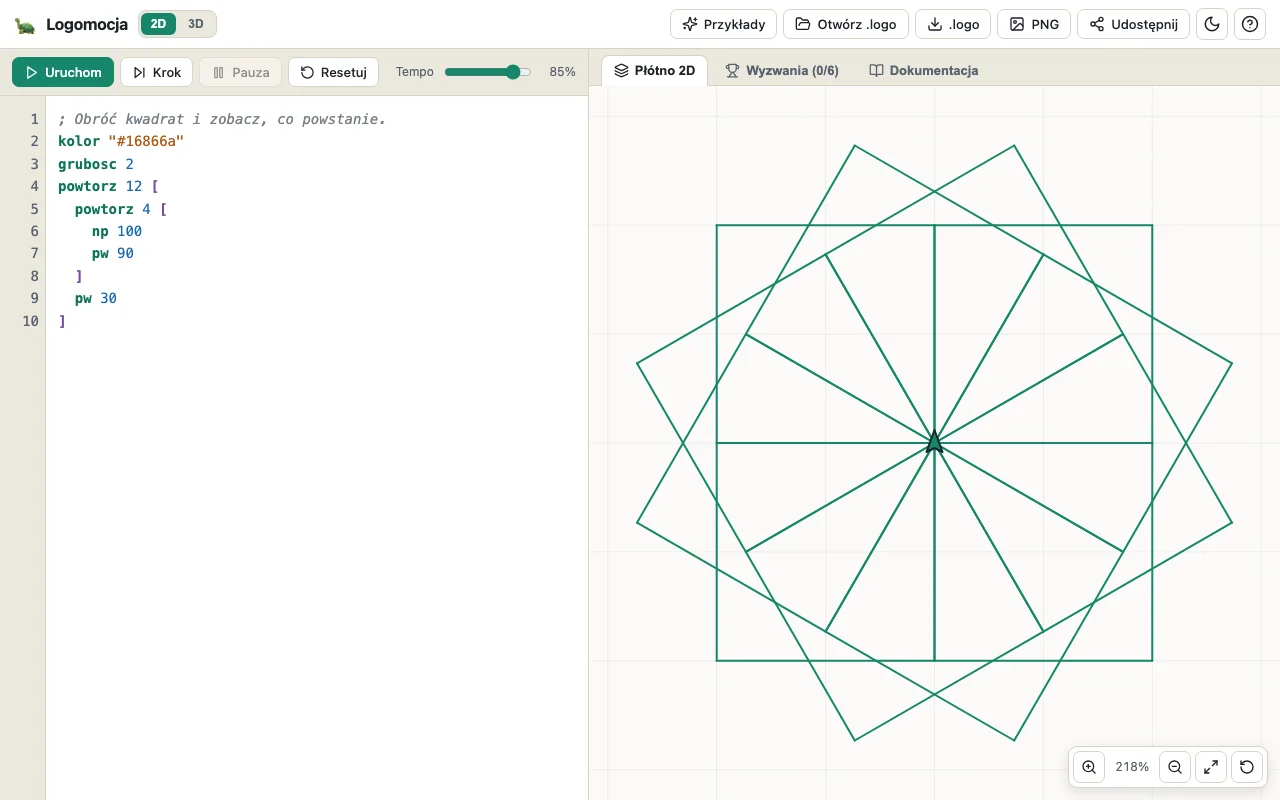 Logomocja 2D 3D Przykłady Otwórz .logo .logo PNG Udostępnij
Uruchom Krok Pauza Resetuj Tempo 85%
Płótno 2D Wyzwania (0/6) Dokumentacja
1 ; Obróć kwadrat i zobacz, co powstanie.
2 kolor "#16866a"
3 grubosc 2
4 powtorz 12 [
5 powtorz 4 [
6 np 100
7 pw 90
8 ]
9 pw 30
10 ]
218%